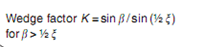 Wedge factor K = sin β/sin (½ ξ)
for β > ½ ξ